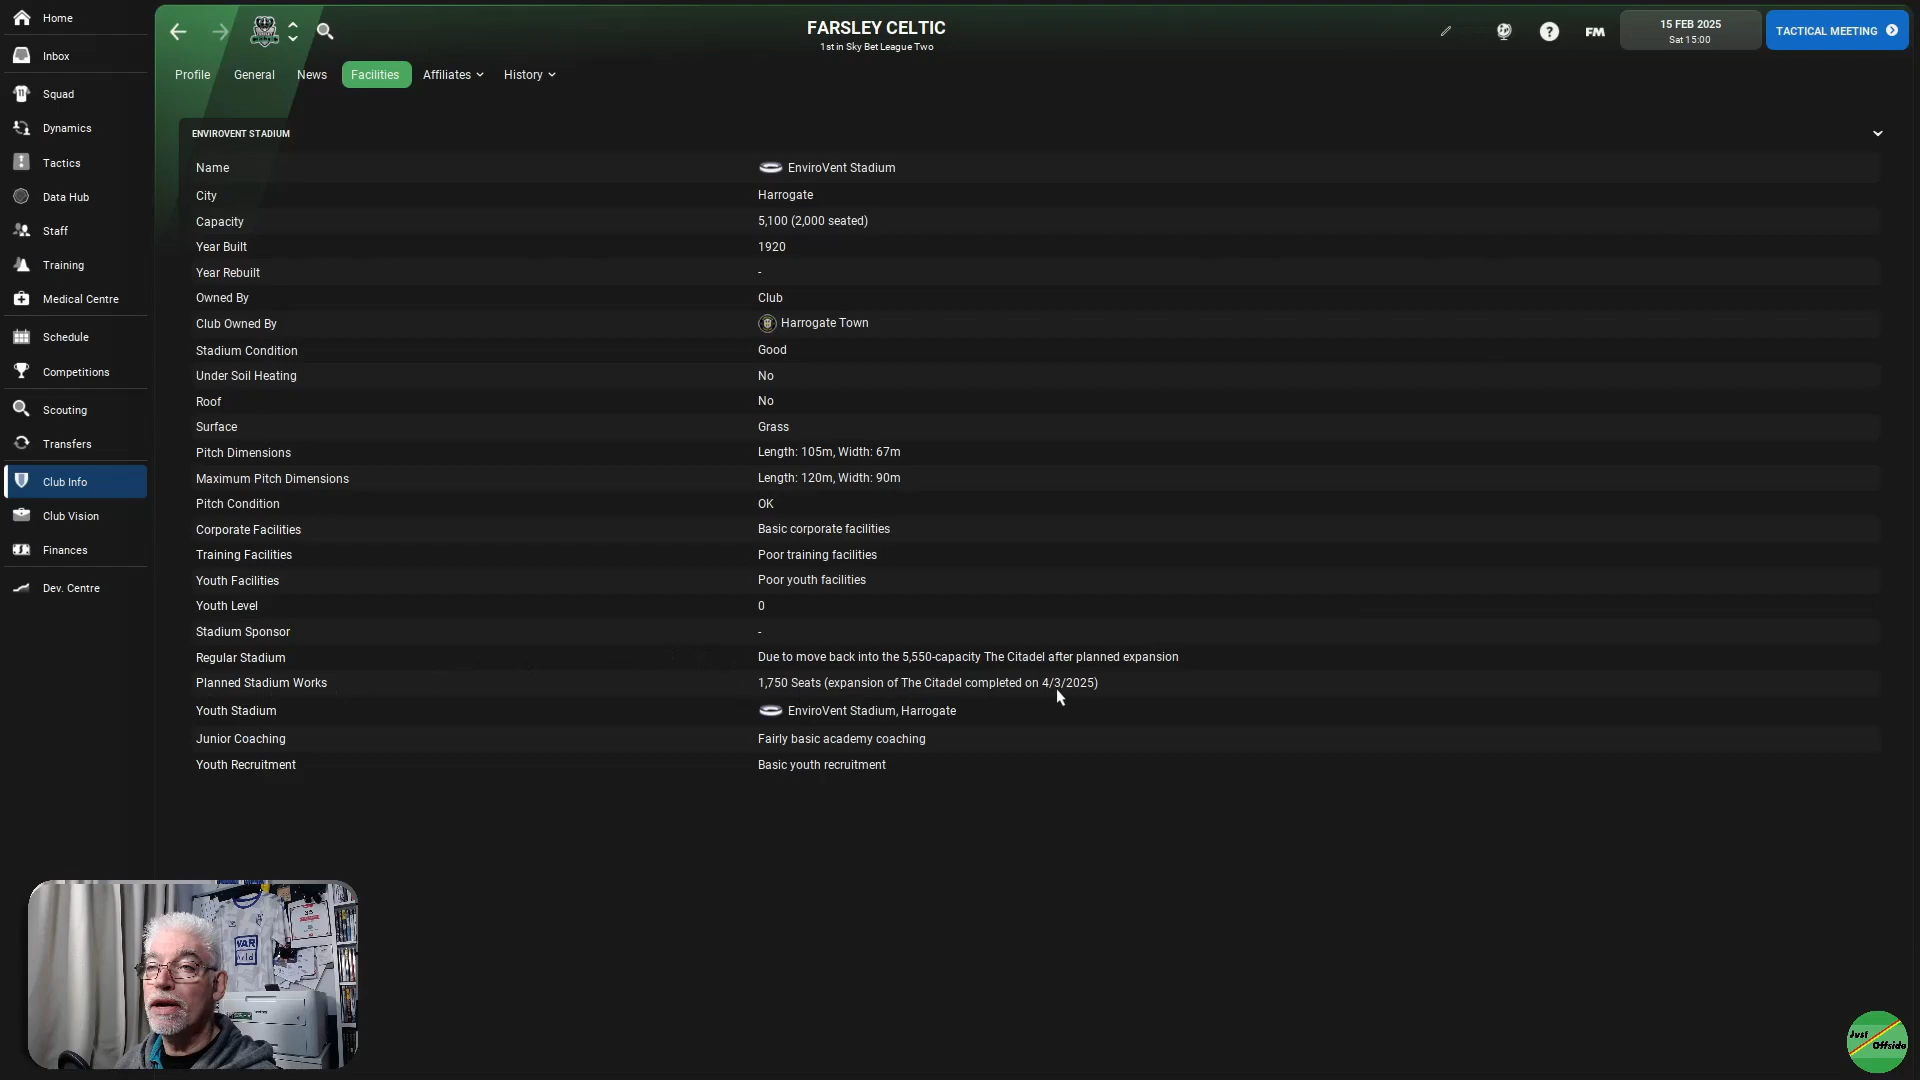 Home
Inbox
Squad
Dynamics
Tactics
Data Hub
Staff
Training
Medical Centre
Schedule
Competitions
Scouting
Transfers
Club Info
Club Vision
Finances
Dev. Centre
FARSLEY CELTIC
1st in Sky Bet League Two
FM
15 FEB 2025
Sat 15:00
TACTICAL MEETING
Profile General News Facilities Affiliates History
ENVIROVENT STADIUM
Name EnviroVent Stadium
City Harrogate
Capacity 5,100 (2,000 seated)
Year Built 1920
Year Rebuilt -
Owned By Club
Club Owned By Harrogate Town
Stadium Condition Good
Under Soil Heating No
Roof No
Surface Grass
Pitch Dimensions Length: 105m, Width: 67m
Maximum Pitch Dimensions Length: 120m, Width: 90m
Pitch Condition OK
Corporate Facilities Basic corporate facilities
Training Facilities Poor training facilities
Youth Facilities Poor youth facilities
Youth Level 0
Stadium Sponsor -
Regular Stadium Due to move back into the 5,550-capacity The Citadel after planned expansion
Planned Stadium Works 1,750 Seats (expansion of The Citadel completed on 4/3/2025)
Youth Stadium EnviroVent Stadium, Harrogate
Junior Coaching Fairly basic academy coaching
Youth Recruitment Basic youth recruitment
Just
Offside